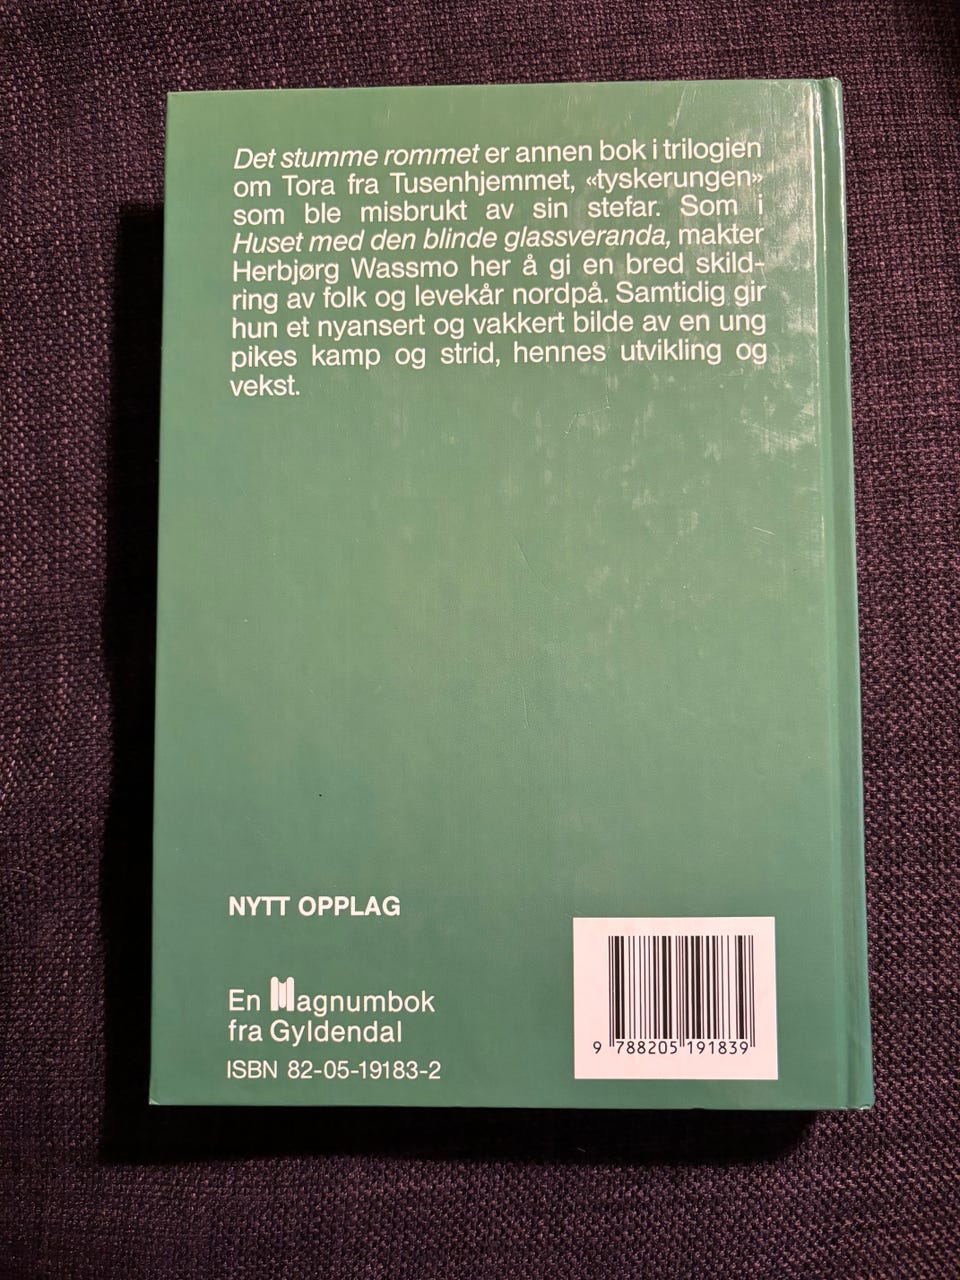 Det stumme rommet er annen bok i trilogien
om Tora fra Tusenhjemmet, «tyskerungen»
som ble misbrukt av sin stefar. Som i
Huset med den blinde glassveranda, makter
Herbjørg Wassmo her å gi en bred skild-
ring av folk og levekår nordpå. Samtidig gir
hun et nyansert og vakkert bilde av en ung
pikes kamp og strid, hennes utvikling og
vekst.
NYTT OPPLAG
En Magnumbok
fra Gyldendal
ISBN 82-05-19183-2
9 788205 191839